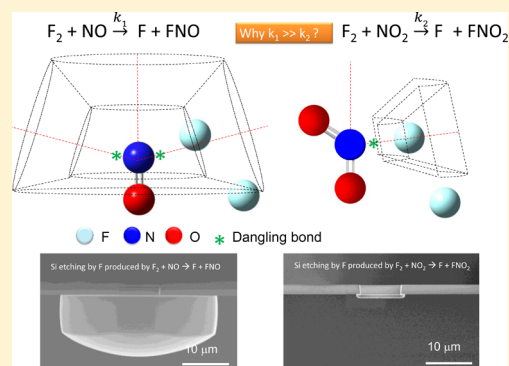 F₂ + NO k₁→ F + FNO
Why k₁ >> k₂ ?
F₂ + NO₂ k₂→ F + FNO₂
* *
*
F N O * Dangling bond
Si etching by F produced by F₂ + NO → F + FNO
10 μm
Si etching by F produced by F₂ + NO₂ → F + FNO₂
10 μm